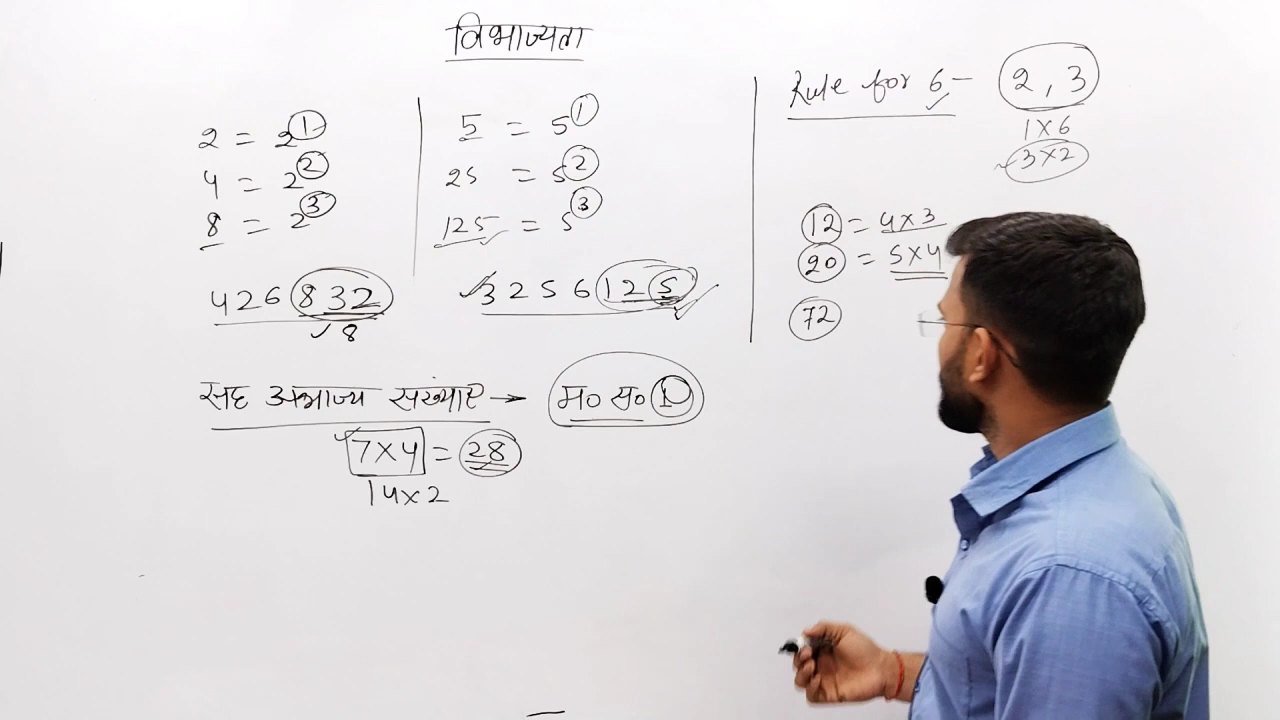 विभाज्यता
2 = 2^1
4 = 2^2
8 = 2^3
426832
✓8
5 = 5^1
25 = 5^2
125 = 5^3
3256125
Rule for 6 – 2, 3
1×6
3×2
12 = 4×3
20 = 5×4
72
सह अभाज्य संख्याए → म० स० 1
7×4 = 28
14×2